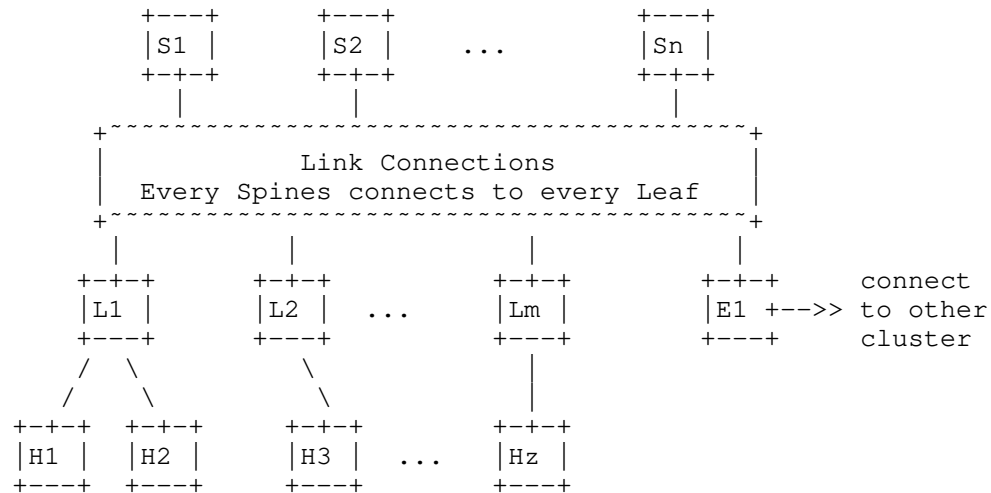 S1 S2 ... Sn
Link Connections
Every Spines connects to every Leaf
connect
L1 L2 ... Lm E1 -->> to other
cluster
H1 H2 H3 ... Hz